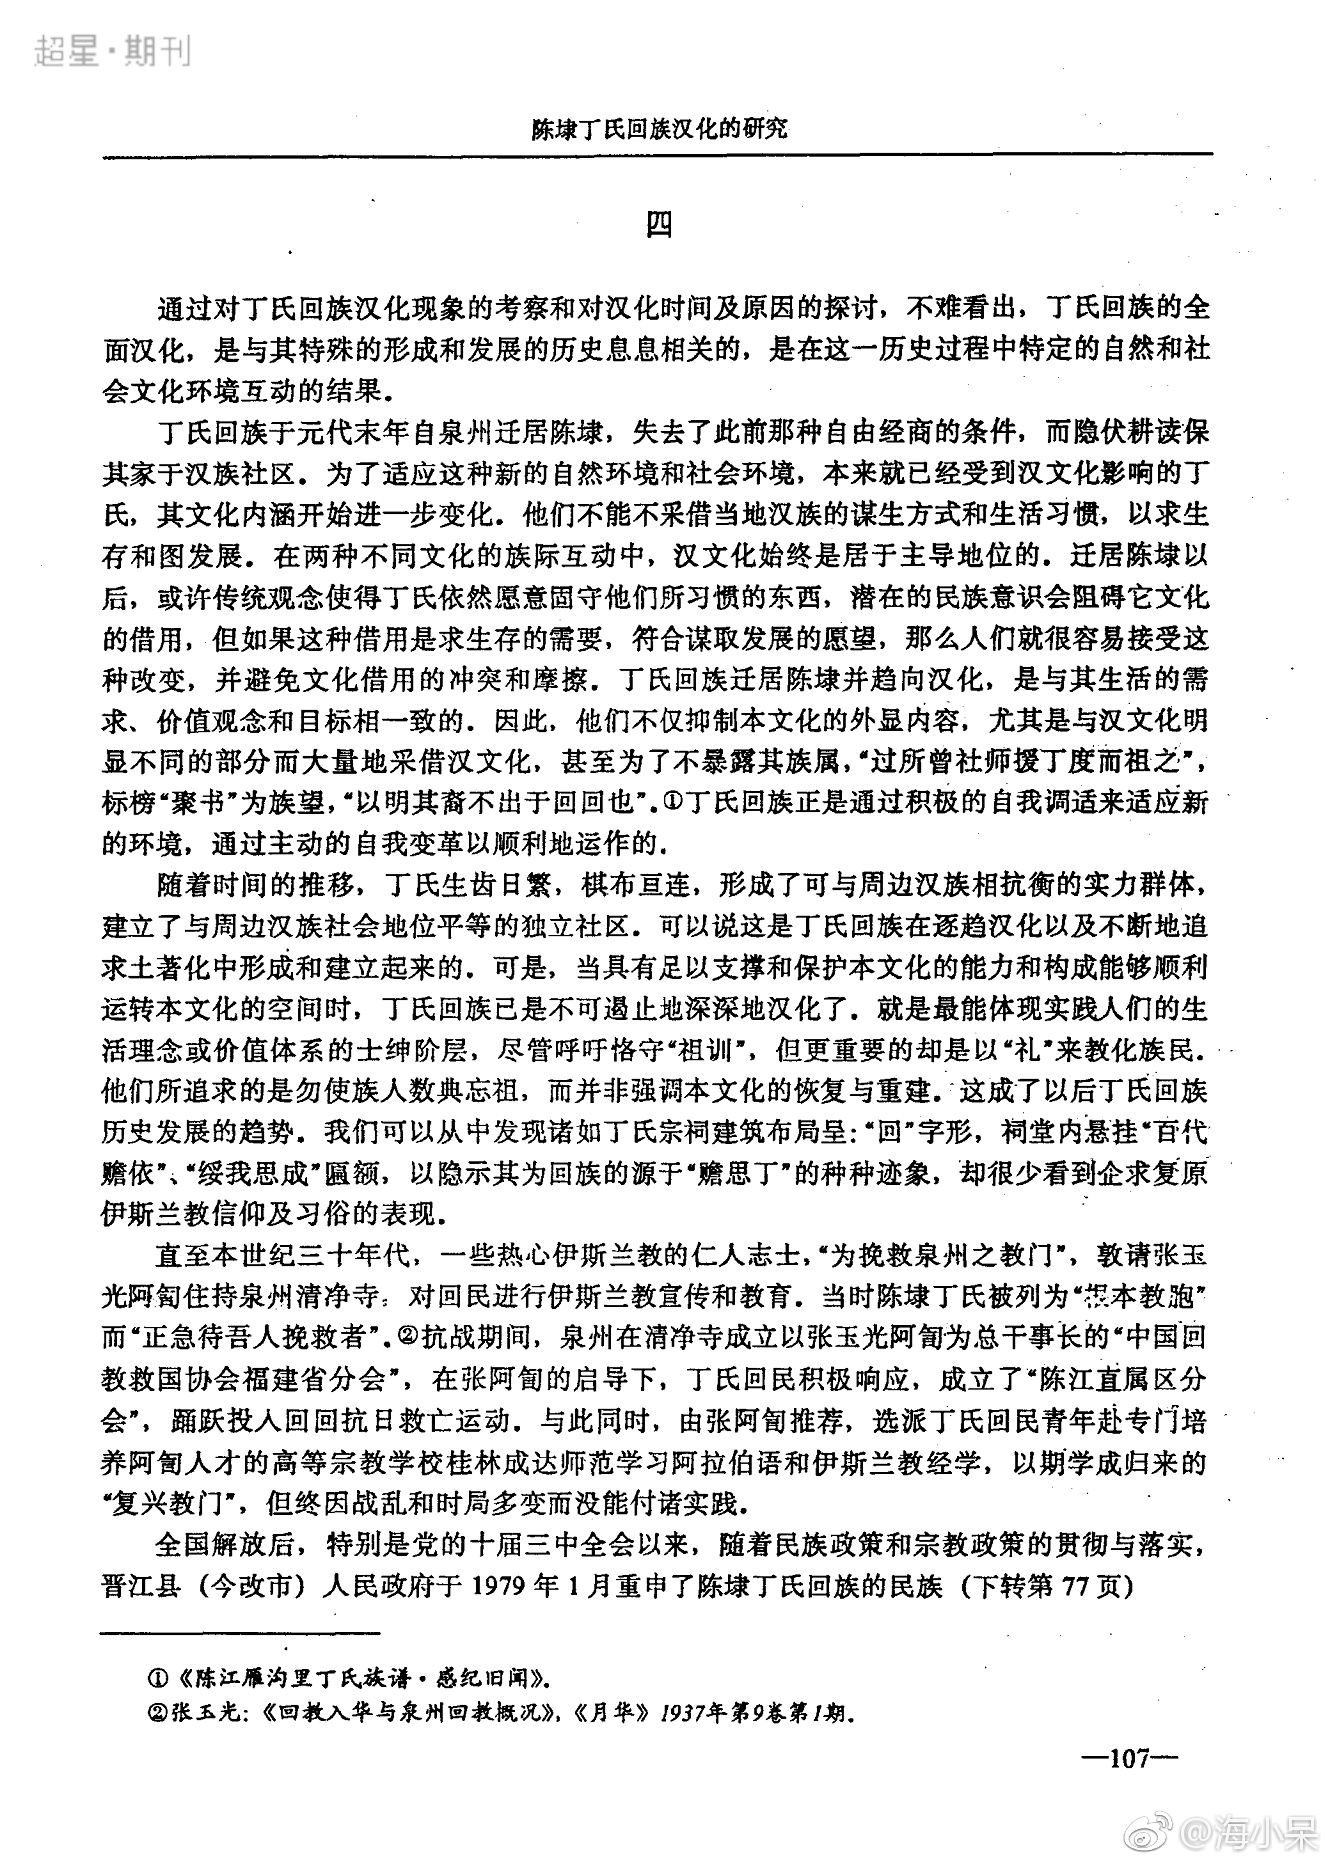 超星·期刊
陈埭丁氏回族汉化的研究
四
通过对丁氏回族汉化现象的考察和对汉化时间及原因的探讨，不难看出，丁氏回族的全
面汉化，是与其特殊的形成和发展的历史息息相关的，是在这一历史过程中特定的自然和社
会文化环境互动的结果．
丁氏回族于元代末年自泉州迁居陈埭，失去了此前那种自由经商的条件，而隐伏耕读保
其家于汉族社区．为了适应这种新的自然环境和社会环境，本来就已经受到汉文化影响的丁
氏，其文化内涵开始进一步变化．他们不能不采借当地汉族的谋生方式和生活习惯，以求生
存和图发展．在两种不同文化的族际互动中，汉文化始终是居于主导地位的．迁居陈埭以
后，或许传统观念使得丁氏依然愿意固守他们所习惯的东西，潜在的民族意识会阻碍它文化
的借用，但如果这种借用是求生存的需要，符合谋取发展的愿望，那么人们就很容易接受这
种改变，并避免文化借用的冲突和摩擦．丁氏回族迁居陈埭并趋向汉化，是与其生活的需
求、价值观念和目标相一致的．因此，他们不仅抑制本文化的外显内容，尤其是与汉文化明
显不同的部分而大量地采借汉文化，甚至为了不暴露其族属，“过所曾社师援丁度而祖之”，
标榜“聚书”为族望，“以明其裔不出于回回也”．①丁氏回族正是通过积极的自我调适来适应新
的环境，通过主动的自我变革以顺利地运作的．
随着时间的推移，丁氏生齿日繁，棋布亘连，形成了可与周边汉族相抗衡的实力群体，
建立了与周边汉族社会地位平等的独立社区．可以说这是丁氏回族在逐趋汉化以及不断地追
求土著化中形成和建立起来的．可是，当具有足以支撑和保护本文化的能力和构成能够顺利
运转本文化的空间时，丁氏回族已是不可遏止地深深地汉化了．就是最能体现实践人们的生
活理念或价值体系的士绅阶层，尽管呼吁恪守“祖训”，但更重要的却是以“礼”来教化族民．
他们所追求的是勿使族人数典忘祖，而并非强调本文化的恢复与重建．这成了以后丁氏回族
历史发展的趋势．我们可以从中发现诸如丁氏宗祠建筑布局呈：“回”字形，祠堂内悬挂“百代
赡依”、“绥我思成”匾额，以隐示其为回族的源于“赡思丁”的种种迹象，却很少看到企求复原
伊斯兰教信仰及习俗的表现．
直至本世纪三十年代，一些热心伊斯兰教的仁人志士，“为挽救泉州之教门”，敦请张玉
光阿訇住持泉州清净寺；对回民进行伊斯兰教宣传和教育．当时陈埭丁氏被列为“根本教胞”
而“正急待吾人挽救者”．②抗战期间，泉州在清净寺成立以张玉光阿訇为总干事长的“中国回
教救国协会福建省分会”，在张阿訇的启导下，丁氏回民积极响应，成立了“陈江直属区分
会”，踊跃投入回回抗日救亡运动．与此同时，由张阿訇推荐，选派丁氏回民青年赴专门培
养阿訇人才的高等宗教学校桂林成达师范学习阿拉伯语和伊斯兰教经学，以期学成归来的
“复兴教门”，但终因战乱和时局多变而没能付诸实践．
全国解放后，特别是党的十届三中全会以来，随着民族政策和宗教政策的贯彻与落实，
晋江县（今改市）人民政府于 1979 年 1 月重申了陈埭丁氏回族的民族（下转第 77 页）
①《陈江雁沟里丁氏族谱·感纪旧闻》．
②张玉光：《回教入华与泉州回教概况》，《月华》1937年第9卷第1期．
—107—
@海小呆